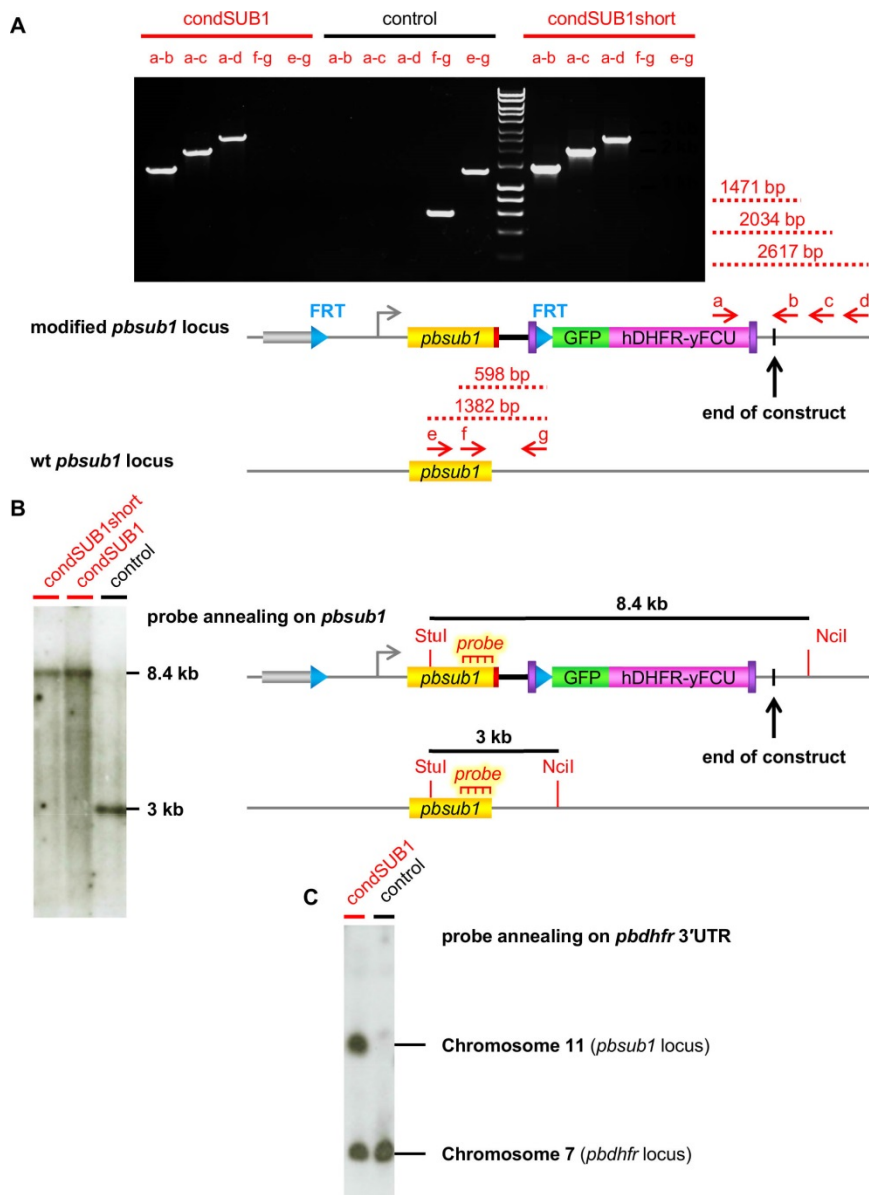 A
condSUB1 control condSUB1short
a-b a-c a-d f-g e-g a-b a-c a-d f-g e-g a-b a-c a-d f-g e-g
1471 bp
2034 bp
2617 bp
a b c d
FRT FRT
modified pbsub1 locus pbsub1 GFP hDHFR-yFCU
598 bp
1382 bp
end of construct
e f g
wt pbsub1 locus pbsub1
B
condSUB1short
condSUB1
control
probe annealing on pbsub1
8.4 kb
StuI probe NciI
8.4 kb pbsub1 GFP hDHFR-yFCU
3 kb
end of construct
StuI probe NciI
3 kb pbsub1
C
condSUB1
control
probe annealing on pbdhfr 3′UTR
Chromosome 11 (pbsub1 locus)
Chromosome 7 (pbdhfr locus)